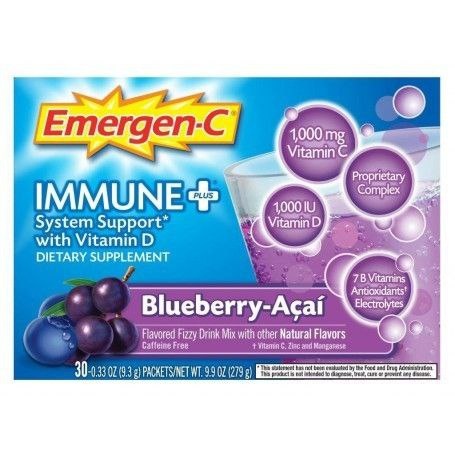 Emergen-C®
IMMUNE+ PLUS®
System Support*
with Vitamin D
DIETARY SUPPLEMENT
1,000 mg
Vitamin C
Proprietary
Complex
1,000 IU
Vitamin D
7 B Vitamins
Antioxidants†
Electrolytes
Blueberry-Açaí
Flavored Fizzy Drink Mix with other Natural Flavors
Caffeine Free
† Vitamin C, Zinc and Manganese
30-0.33 OZ (9.3 g) PACKETS/NET WT. 9.9 OZ (279 g)
* This statement has not been evaluated by the Food and Drug Administration.
This product is not intended to diagnose, treat, cure or prevent any disease.